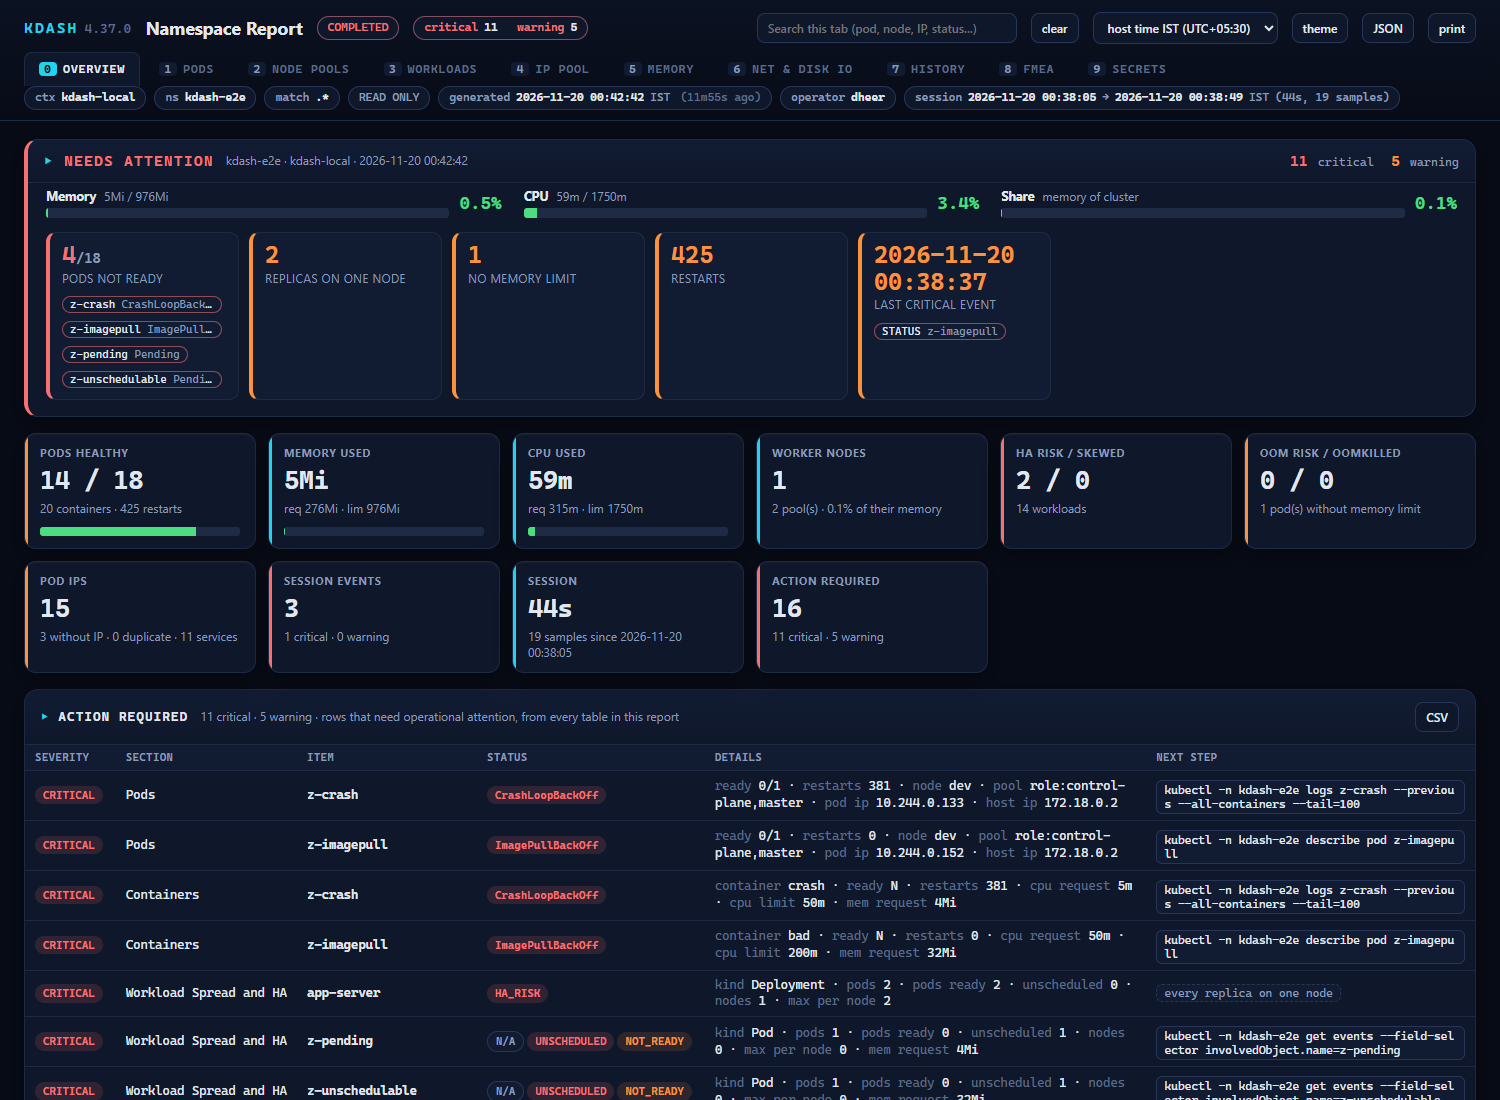 KDASH 4.37.0 Namespace Report COMPLETED critical 11 warning 5 Search this tab (pod, node, IP, status...) clear host time IST (UTC+05:30) theme JSON print
0 OVERVIEW 1 PODS 2 NODE POOLS 3 WORKLOADS 4 IP POOL 5 MEMORY 6 NET & DISK IO 7 HISTORY 8 FMEA 9 SECRETS
ctx kdash-local ns kdash-e2e match .* READ ONLY generated 2026-11-20 00:42:42 IST (11m55s ago) operator dheer session 2026-11-20 00:38:05 → 2026-11-20 00:38:49 IST (44s, 19 samples)
NEEDS ATTENTION kdash-e2e · kdash-local · 2026-11-20 00:42:42 11 critical 5 warning
Memory 5Mi / 976Mi 0.5% CPU 59m / 1750m 3.4% Share memory of cluster 0.1%
4/18
PODS NOT READY
z-crash CrashLoopBack…
z-imagepull ImagePull…
z-pending Pending
z-unschedulable Pendi…
2
REPLICAS ON ONE NODE
1
NO MEMORY LIMIT
425
RESTARTS
2026-11-20
00:38:37
LAST CRITICAL EVENT
STATUS z-imagepull
PODS HEALTHY
14 / 18
20 containers · 425 restarts
MEMORY USED
5Mi
req 276Mi · lim 976Mi
CPU USED
59m
req 315m · lim 1750m
WORKER NODES
1
2 pool(s) · 0.1% of their memory
HA RISK / SKEWED
2 / 0
14 workloads
OOM RISK / OOMKILLED
0 / 0
1 pod(s) without memory limit
POD IPS
15
3 without IP · 0 duplicate · 11 services
SESSION EVENTS
3
1 critical · 0 warning
SESSION
44s
19 samples since 2026-11-20
00:38:05
ACTION REQUIRED
16
11 critical · 5 warning
ACTION REQUIRED 11 critical · 5 warning · rows that need operational attention, from every table in this report CSV
SEVERITY SECTION ITEM STATUS DETAILS NEXT STEP
CRITICAL Pods z-crash CrashLoopBackOff
ready 0/1 · restarts 381 · node dev · pool role:control-
plane,master · pod ip 10.244.0.133 · host ip 172.18.0.2
kubectl -n kdash-e2e logs z-crash --previou
s --all-containers --tail=100
CRITICAL Pods z-imagepull ImagePullBackOff
ready 0/1 · restarts 0 · node dev · pool role:control-
plane,master · pod ip 10.244.0.152 · host ip 172.18.0.2
kubectl -n kdash-e2e describe pod z-imagepu
ll
CRITICAL Containers z-crash CrashLoopBackOff
container crash · ready N · restarts 381 · cpu request 5m
· cpu limit 50m · mem request 4Mi
kubectl -n kdash-e2e logs z-crash --previou
s --all-containers --tail=100
CRITICAL Containers z-imagepull ImagePullBackOff
container bad · ready N · restarts 0 · cpu request 50m ·
cpu limit 200m · mem request 32Mi
kubectl -n kdash-e2e describe pod z-imagepu
ll
CRITICAL Workload Spread and HA app-server HA_RISK
kind Deployment · pods 2 · pods ready 2 · unscheduled 0 ·
nodes 1 · max per node 2
every replica on one node
CRITICAL Workload Spread and HA z-pending N/A UNSCHEDULED NOT_READY
kind Pod · pods 1 · pods ready 0 · unscheduled 1 · nodes
0 · max per node 0 · mem request 4Mi
kubectl -n kdash-e2e get events --field-sel
ector involvedObject.name=z-pending
CRITICAL Workload Spread and HA z-unschedulable N/A UNSCHEDULED NOT_READY
kind Pod · pods 1 · pods ready 0 · unscheduled 1 · nodes
0 · max per node 0 · mem request 32Mi
kubectl -n kdash-e2e get events --field-sel
ector involvedObject.name=z-unschedulable